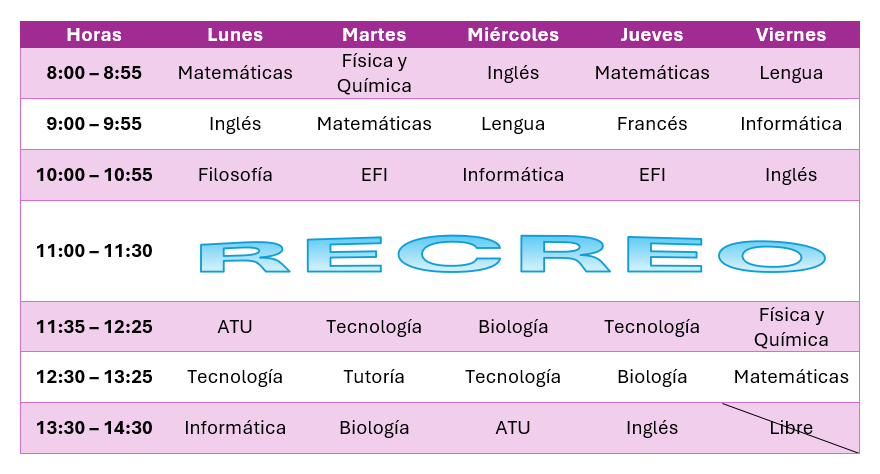 Horas Lunes Martes Miércoles Jueves Viernes
8:00 – 8:55 Matemáticas Física y Química Inglés Matemáticas Lengua
9:00 – 9:55 Inglés Matemáticas Lengua Francés Informática
10:00 – 10:55 Filosofía EFI Informática EFI Inglés
11:00 – 11:30 RECREO
11:35 – 12:25 ATU Tecnología Biología Tecnología Física y Química
12:30 – 13:25 Tecnología Tutoría Tecnología Biología Matemáticas
13:30 – 14:30 Informática Biología ATU Inglés Libre